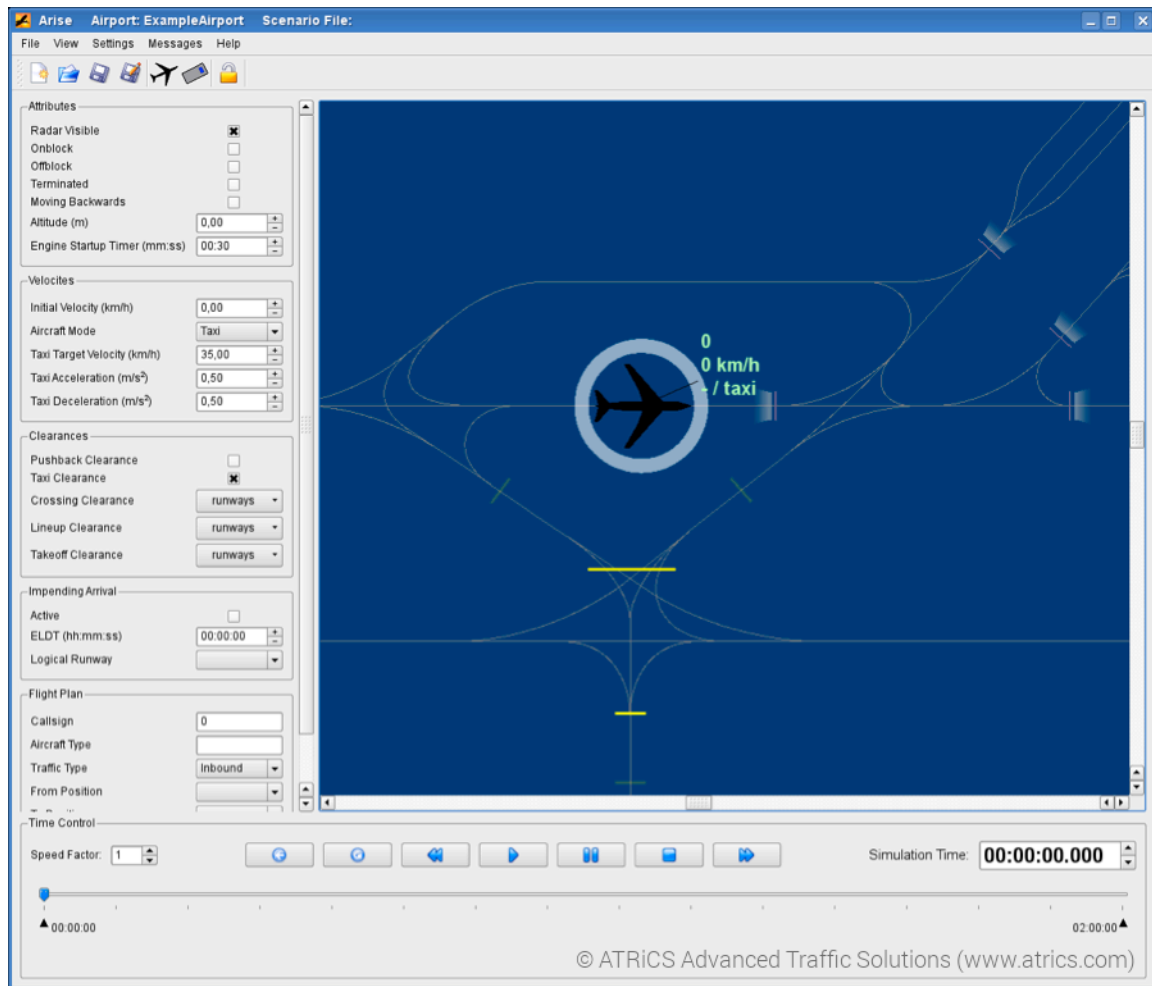 Arise Airport: ExampleAirport Scenario File:
File View Settings Messages Help
Attributes
Radar Visible
Onblock
Offblock
Terminated
Moving Backwards
Altitude (m) 0,00
Engine Startup Timer (mm:ss) 00:30
Velocites
Initial Velocity (km/h) 0,00
Aircraft Mode Taxi
Taxi Target Velocity (km/h) 35,00
Taxi Acceleration (m/s²) 0,50
Taxi Deceleration (m/s²) 0,50
Clearances
Pushback Clearance
Taxi Clearance
Crossing Clearance runways
Lineup Clearance runways
Takeoff Clearance runways
Impending Arrival
Active
ELDT (hh:mm:ss) 00:00:00
Logical Runway
Flight Plan
Callsign 0
Aircraft Type
Traffic Type Inbound
From Position
0
0 km/h
- / taxi
Time Control
Speed Factor: 1
Simulation Time: 00:00:00.000
00:00:00
02:00:00
© ATRiCS Advanced Traffic Solutions (www.atrics.com)